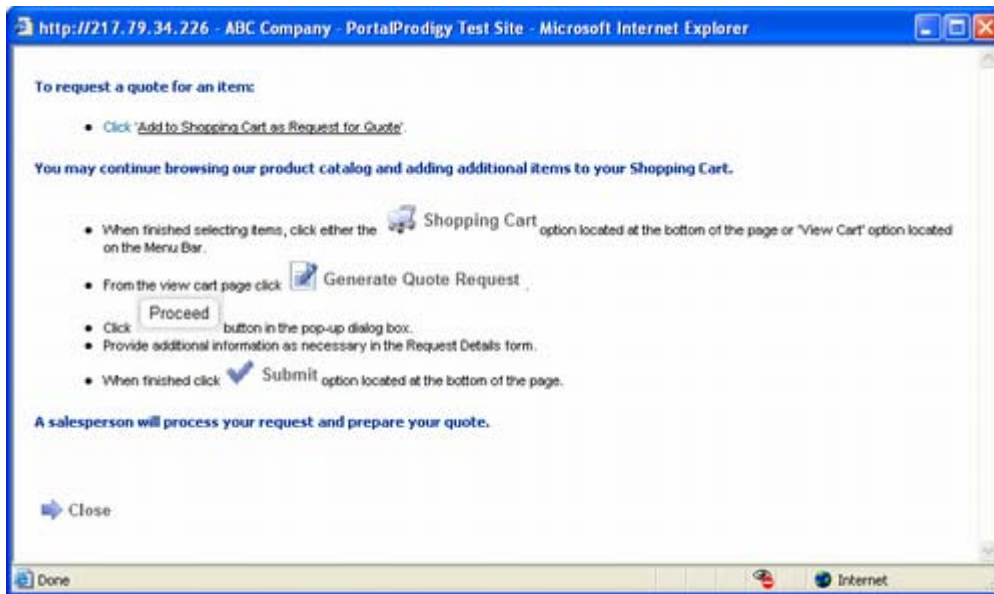 http://217.79.34.226 - ABC Company - PortalProdigy Test Site - Microsoft Internet Explorer
To request a quote for an item:
Click 'Add to Shopping Cart as Request for Quote'.
You may continue browsing our product catalog and adding additional items to your Shopping Cart.
When finished selecting items, click either the Shopping Cart option located at the bottom of the page or 'View Cart' option located
on the Menu Bar.
From the view cart page click Generate Quote Request .
Click Proceed button in the pop-up dialog box.
Provide additional information as necessary in the Request Details form.
When finished click Submit option located at the bottom of the page.
A salesperson will process your request and prepare your quote.
Close
Done Internet